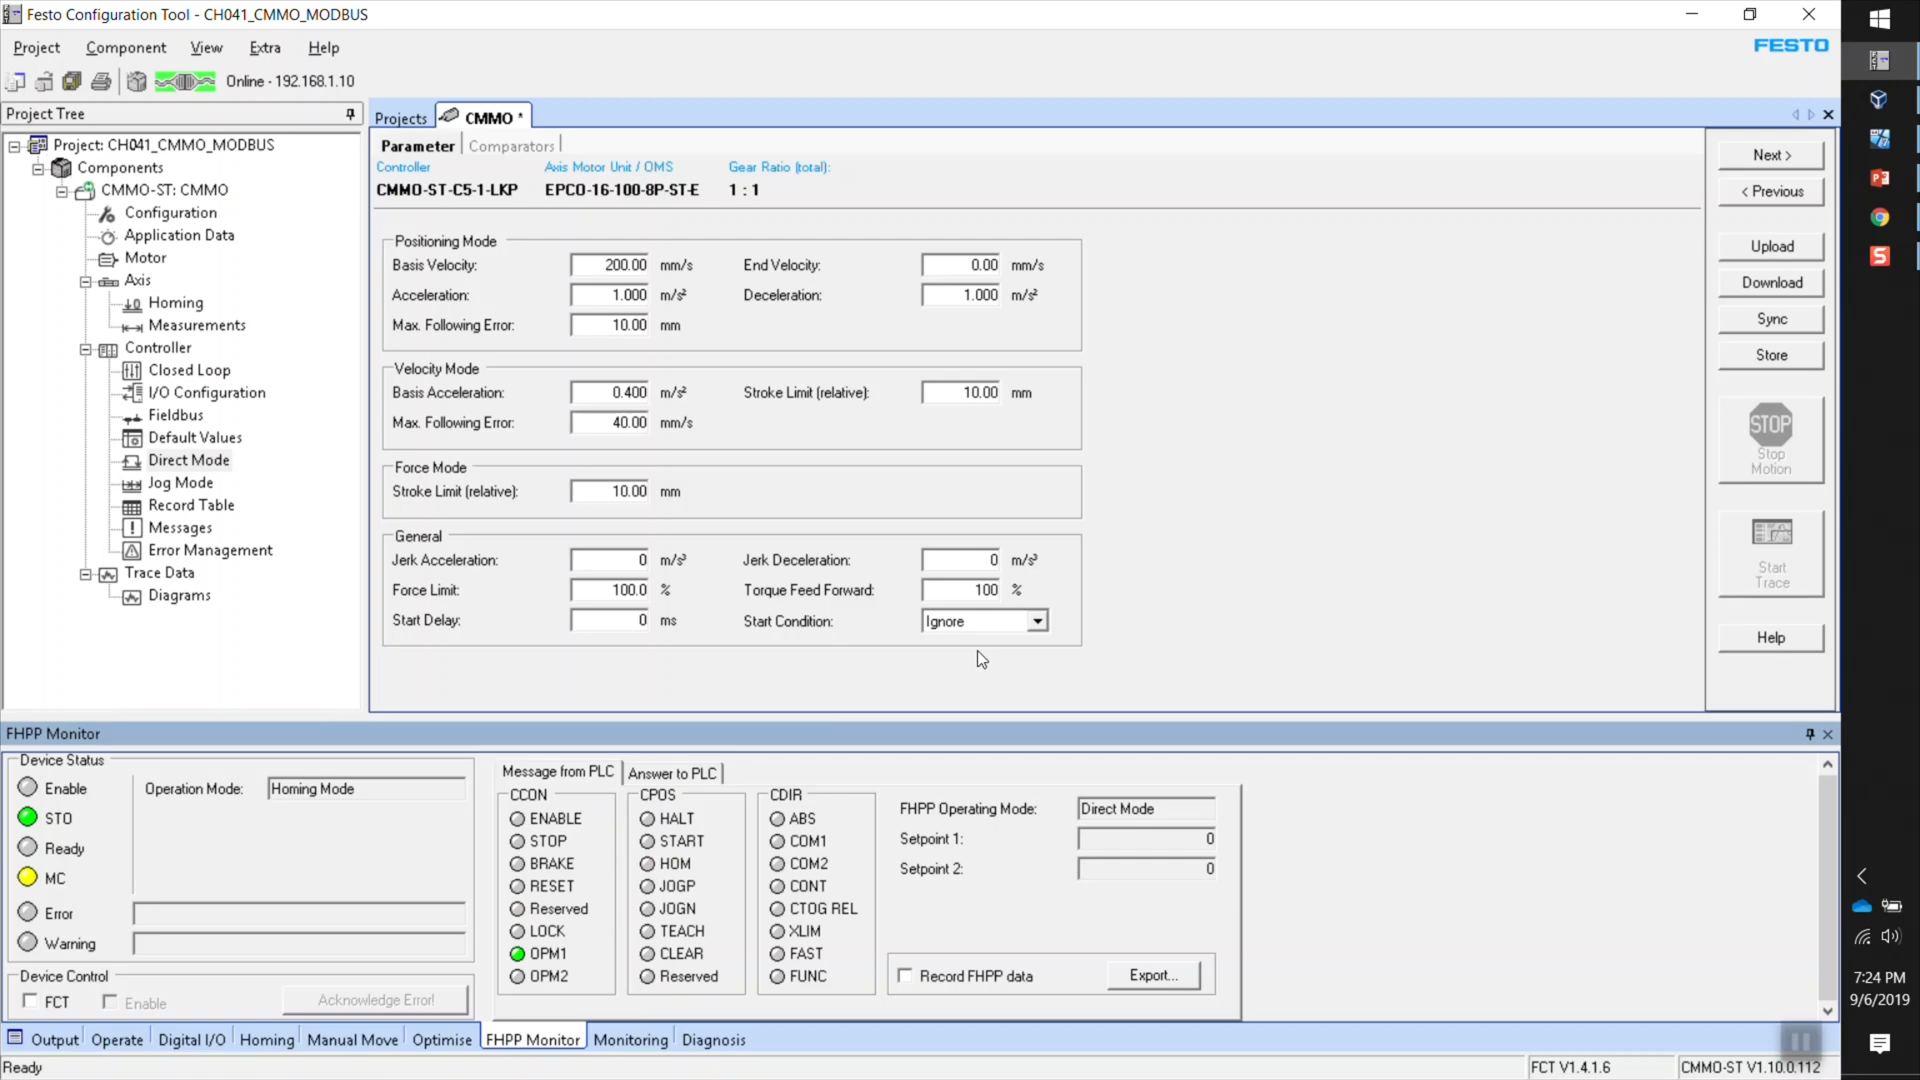 Festo Configuration Tool - CH041_CMMO_MODBUS
Project Component View Extra Help
FESTO
Online - 192.168.1.10
Project Tree
Project: CH041_CMMO_MODBUS
Components
CMMO-ST: CMMO
Configuration
Application Data
Motor
Axis
Homing
Measurements
Controller
Closed Loop
I/O Configuration
Fieldbus
Default Values
Direct Mode
Jog Mode
Record Table
Messages
Error Management
Trace Data
Diagrams
Projects CMMO *
Parameter Comparators
Controller Axis Motor Unit / OMS Gear Ratio (total):
CMMO-ST-C5-1-LKP EPCO-16-100-8P-ST-E 1 : 1
Positioning Mode
Basis Velocity: 200.00 mm/s End Velocity: 0.00 mm/s
Acceleration: 1.000 m/s² Deceleration: 1.000 m/s²
Max. Following Error: 10.00 mm
Velocity Mode
Basis Acceleration: 0.400 m/s² Stroke Limit (relative): 10.00 mm
Max. Following Error: 40.00 mm/s
Force Mode
Stroke Limit (relative): 10.00 mm
General
Jerk Acceleration: 0 m/s³ Jerk Deceleration: 0 m/s³
Force Limit: 100.0 % Torque Feed Forward: 100 %
Start Delay: 0 ms Start Condition: Ignore
Next >
< Previous
Upload
Download
Sync
Store
STOP
Stop
Motion
Start
Trace
Help
FHPP Monitor
Device Status
Enable
STO
Ready
MC
Error
Warning
Operation Mode: Homing Mode
Device Control
FCT Enable Acknowledge Error!
Message from PLC Answer to PLC
CCON
ENABLE
STOP
BRAKE
RESET
Reserved
LOCK
OPM1
OPM2
CPOS
HALT
START
HOM
JOGP
JOGN
TEACH
CLEAR
Reserved
CDIR
ABS
COM1
COM2
CONT
CTOG REL
XLIM
FAST
FUNC
FHPP Operating Mode: Direct Mode
Setpoint 1: 0
Setpoint 2: 0
Record FHPP data Export...
Output Operate Digital I/O Homing Manual Move Optimise FHPP Monitor Monitoring Diagnosis
Ready FCT V1.4.1.6 CMMO-ST V1.10.0.112
7:24 PM
9/6/2019